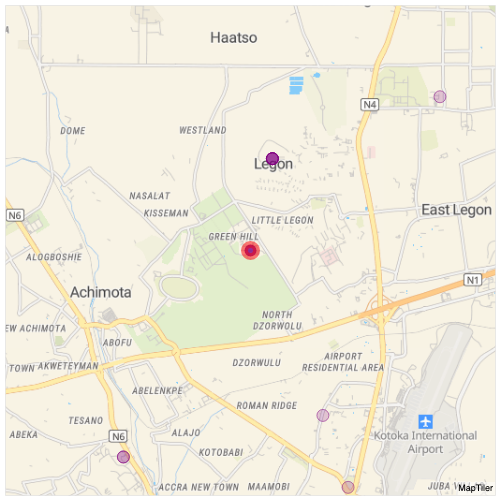 Haatso
N4
DOME
WESTLAND
Legon
NASALAT
KISSEMAN
N6
LITTLE LEGON
East Legon
GREEN HILL
ALOGBOSHIE
N1
Achimota
NORTH
DZORWOLU
EW ACHIMOTA
ABOFU
TOWN
AKWETEYMAN
DZORWULU
AIRPORT
RESIDENTIAL AREA
ABELENKPE
ROMAN RIDGE
TESANO
ABEKA
N6
ALAJO
KOTOBABI
Kotoka International
Airport
ACCRA NEW TOWN
MAAMOBI
JUBA V
MapTiler